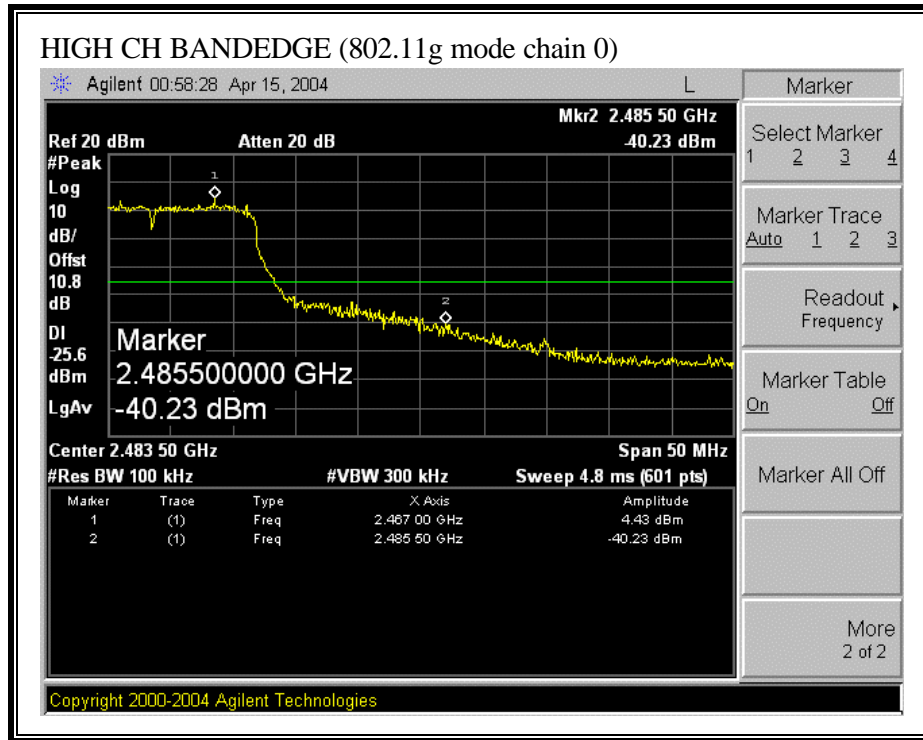 HIGH CH BANDEDGE (802.11g mode chain 0)
Agilent 00:58:28 Apr 15, 2004 L
Marker
Mkr2 2.485 50 GHz
Ref 20 dBm Atten 20 dB -40.23 dBm
#Peak
Log
10
dB/
Offst
10.8
dB
DI
-25.6
dBm
LgAv
1
2
Marker
2.485500000 GHz
-40.23 dBm
Center 2.483 50 GHz Span 50 MHz
#Res BW 100 kHz #VBW 300 kHz Sweep 4.8 ms (601 pts)
Marker Trace Type X Axis Amplitude
1 (1) Freq 2.467 00 GHz 4.43 dBm
2 (1) Freq 2.485 50 GHz -40.23 dBm
Select Marker
1 2 3 4
Marker Trace
Auto 1 2 3
Readout
Frequency
Marker Table
On Off
Marker All Off
More
2 of 2
Copyright 2000-2004 Agilent Technologies